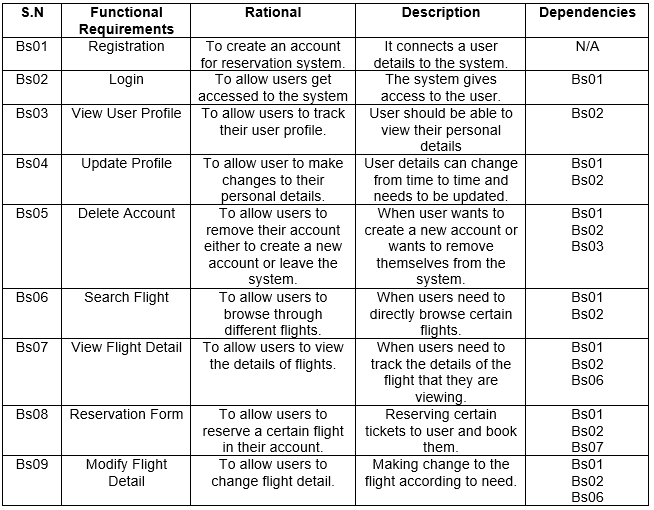 S.N
Functional
Requirements
Rational
Description
Dependencies
Bs01
Registration
To create an account
for reservation system.
It connects a user
details to the system.
N/A
Bs02
Login
To allow users get
accessed to the system
The system gives
access to the user.
Bs01
Bs03
View User Profile
To allow users to track
their user profile.
User should be able to
view their personal
details
Bs02
Bs04
Update Profile
To allow user to make
changes to their
personal details.
User details can change
from time to time and
needs to be updated.
Bs01
Bs02
Bs05
Delete Account
To allow users to
remove their account
either to create a new
account or leave the
system.
When user wants to
create a new account or
wants to remove
themselves from the
system.
Bs01
Bs02
Bs03
Bs06
Search Flight
To allow users to
browse through
different flights.
When users need to
directly browse certain
flights.
Bs01
Bs02
Bs07
View Flight Detail
To allow users to view
the details of flights.
When users need to
track the details of the
flight that they are
viewing.
Bs01
Bs02
Bs06
Bs08
Reservation Form
To allow users to
reserve a certain flight
in their account.
Reserving certain
tickets to user and book
them.
Bs01
Bs02
Bs07
Bs09
Modify Flight
Detail
To allow users to
change flight detail.
Making change to the
flight according to need.
Bs01
Bs02
Bs06